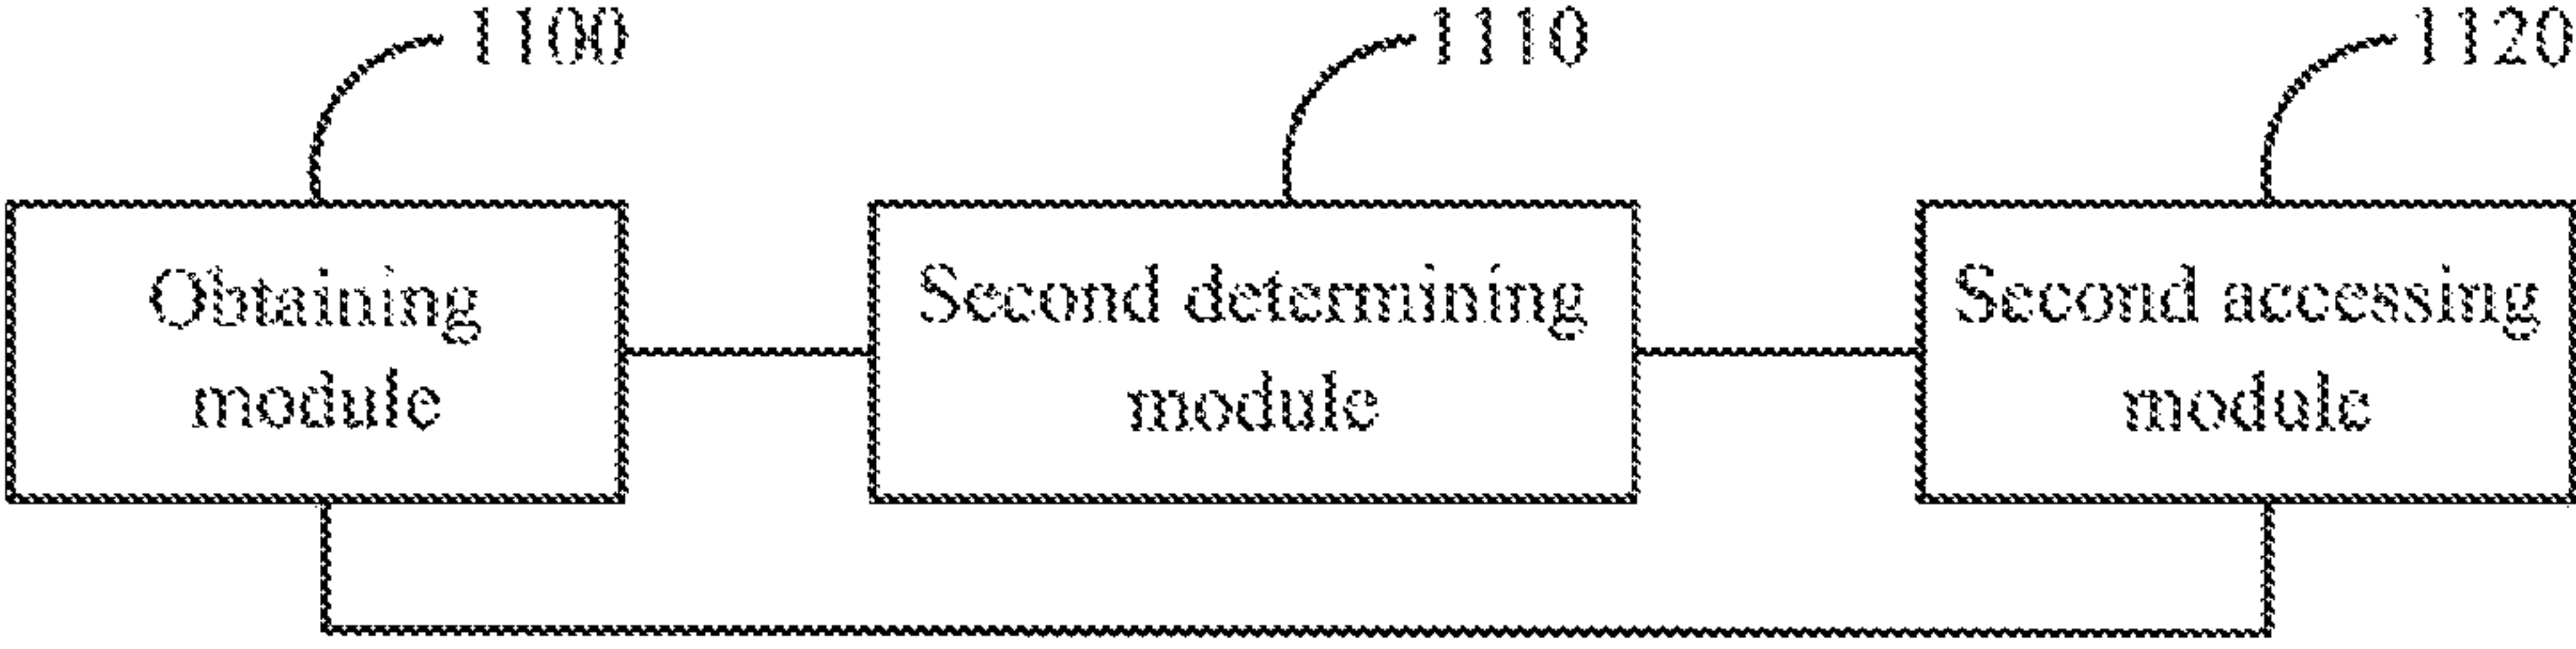 1100
1110
1120
Obtaining
module
Second determining
module
Second accessing
module